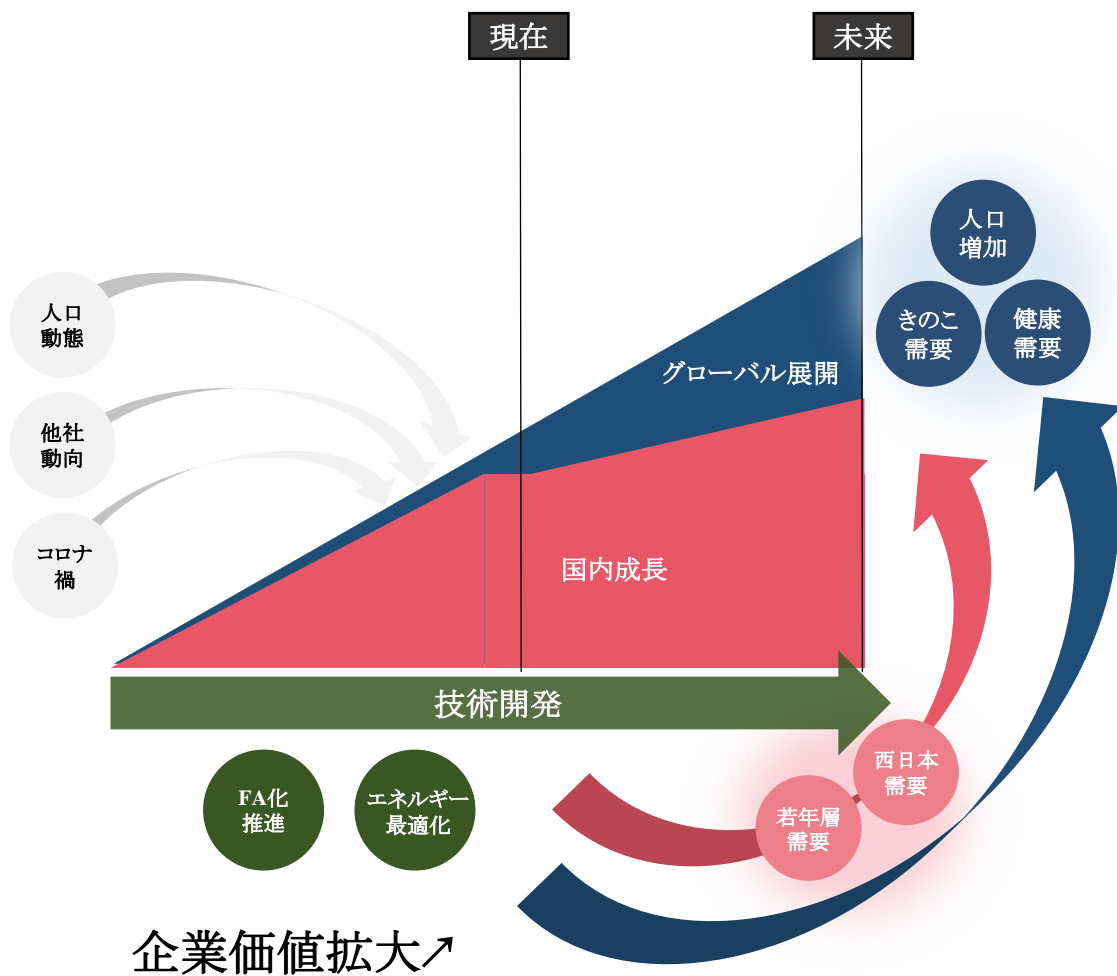 現在
未来
人口
増加
きのこ
需要
健康
需要
人口
動態
他社
動向
コロナ
禍
グローバル展開
国内成長
技術開発
FA化
推進
エネルギー
最適化
西日本
需要
若年層
需要
企業価値拡大↗